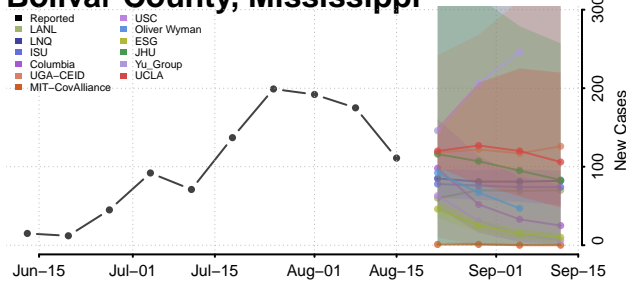 Bolivar County, Mississippi
Reported
LANL
LNQ
ISU
Columbia
UGA−CEID
MIT−CovAlliance
USC
Oliver Wyman
ESG
JHU
Yu_Group
UCLA
0
100
200
300
New Cases
Jun−15
Jul−01
Jul−15
Aug−01
Aug−15
Sep−01
Sep−15